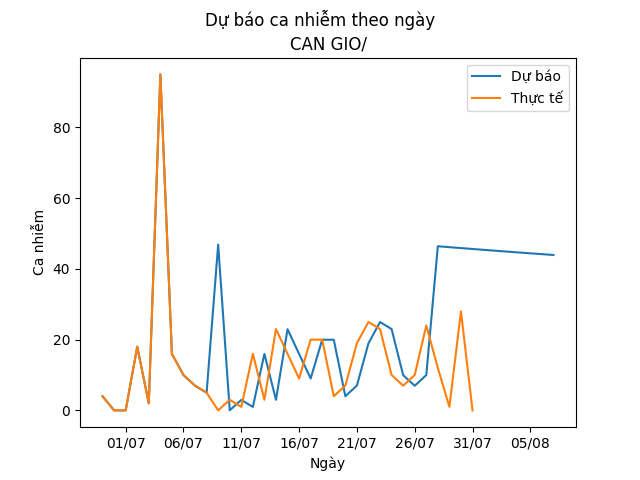 Dự báo ca nhiễm theo ngày
CAN GIO/
Dự báo
Thực tế
Ca nhiễm
80
60
40
20
0
01/07 06/07 11/07 16/07 21/07 26/07 31/07 05/08
Ngày